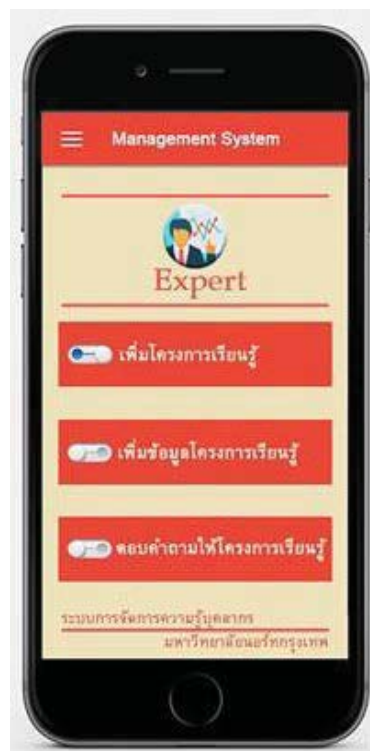 Management System
Expert
เพิ่มโครงการเรียนรู้
เพิ่มข้อมูลโครงการเรียนรู้
ตอบคำถามให้โครงการเรียนรู้
ระบบการจัดการความรู้บุคลากร
มหาวิทยาลัยนอร์ทกรุงเทพ